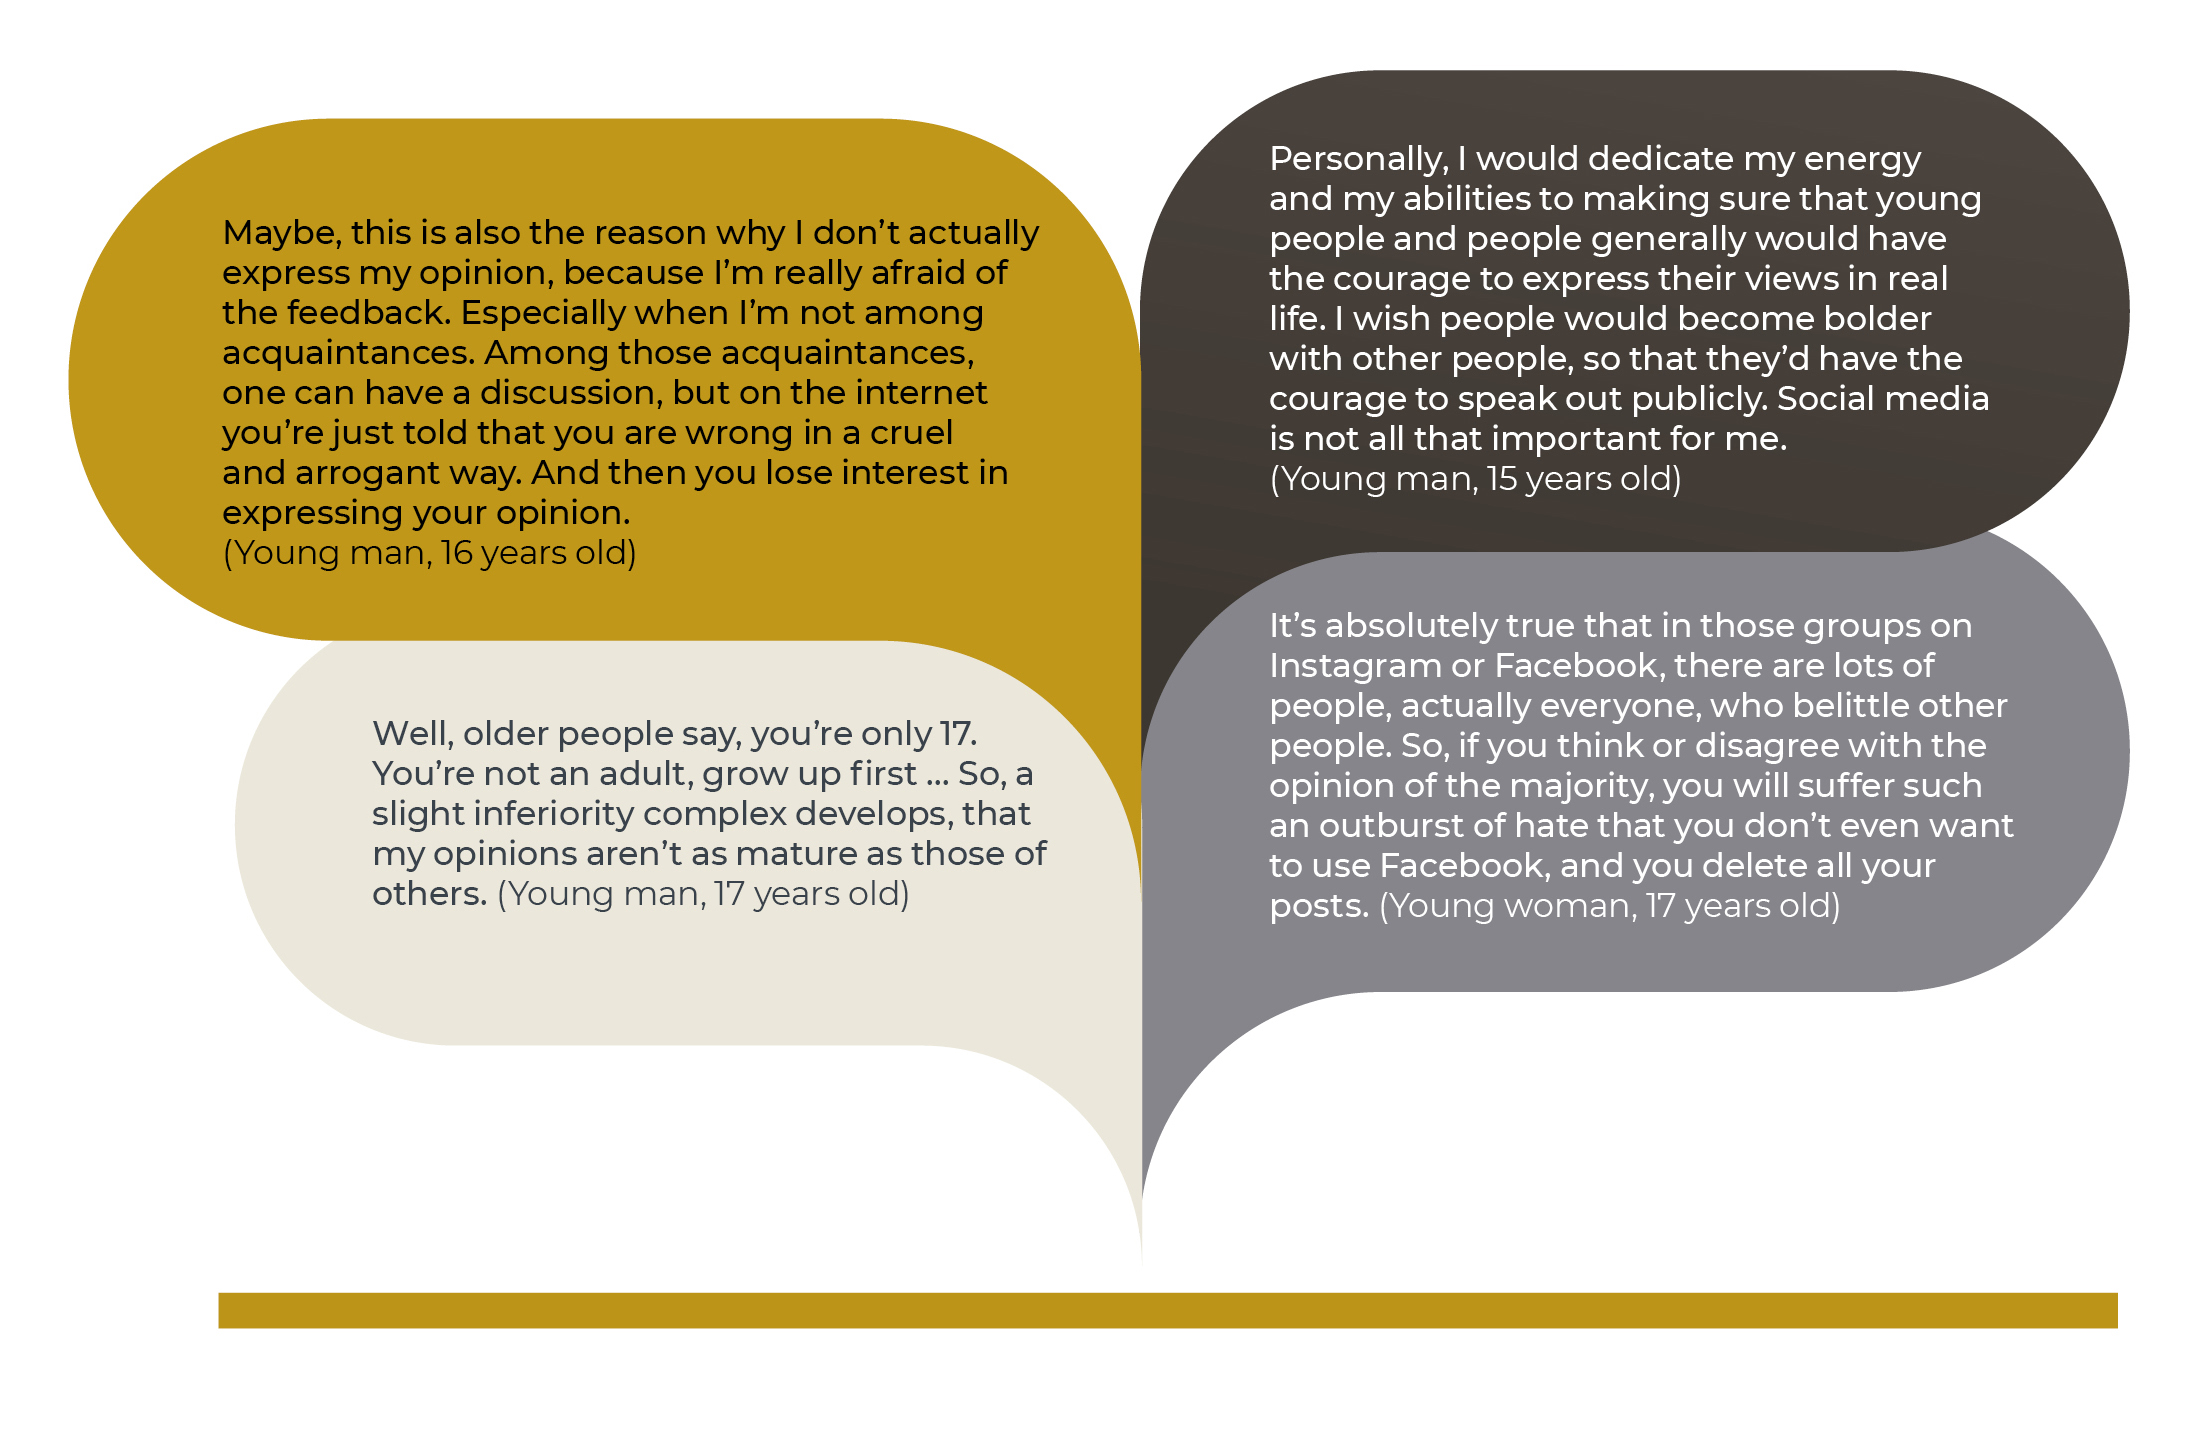 Maybe, this is also the reason why I don’t actually
express my opinion, because I’m really afraid of
the feedback. Especially when I’m not among
acquaintances. Among those acquaintances,
one can have a discussion, but on the internet
you’re just told that you are wrong in a cruel
and arrogant way. And then you lose interest in
expressing your opinion.
(Young man, 16 years old)
Well, older people say, you’re only 17.
You’re not an adult, grow up first ... So, a
slight inferiority complex develops, that
my opinions aren’t as mature as those of
others. (Young man, 17 years old)
Personally, I would dedicate my energy
and my abilities to making sure that young
people and people generally would have
the courage to express their views in real
life. I wish people would become bolder
with other people, so that they’d have the
courage to speak out publicly. Social media
is not all that important for me.
(Young man, 15 years old)
It’s absolutely true that in those groups on
Instagram or Facebook, there are lots of
people, actually everyone, who belittle other
people. So, if you think or disagree with the
opinion of the majority, you will suffer such
an outburst of hate that you don’t even want
to use Facebook, and you delete all your
posts. (Young woman, 17 years old)